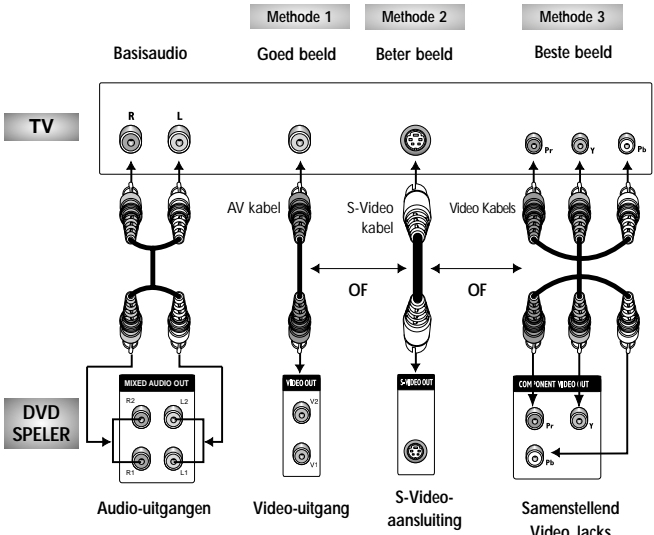 Methode 1 Methode 2 Methode 3
Basisaudio Goed beeld Beter beeld Beste beeld
TV
R L
Pr Y Pb
AV kabel S-Video Video Kabels
kabel
OF OF
MIXED AUDIO OUT VIDEO OUT S-VIDEO OUT COMPONENT VIDEO OUT
R2 L2 V2
DVD
SPELER
Pr Y
R1 L1 V1 Pb
Audio-uitgangen Video-uitgang S-Video- Samenstellend
aansluiting Video Jacks